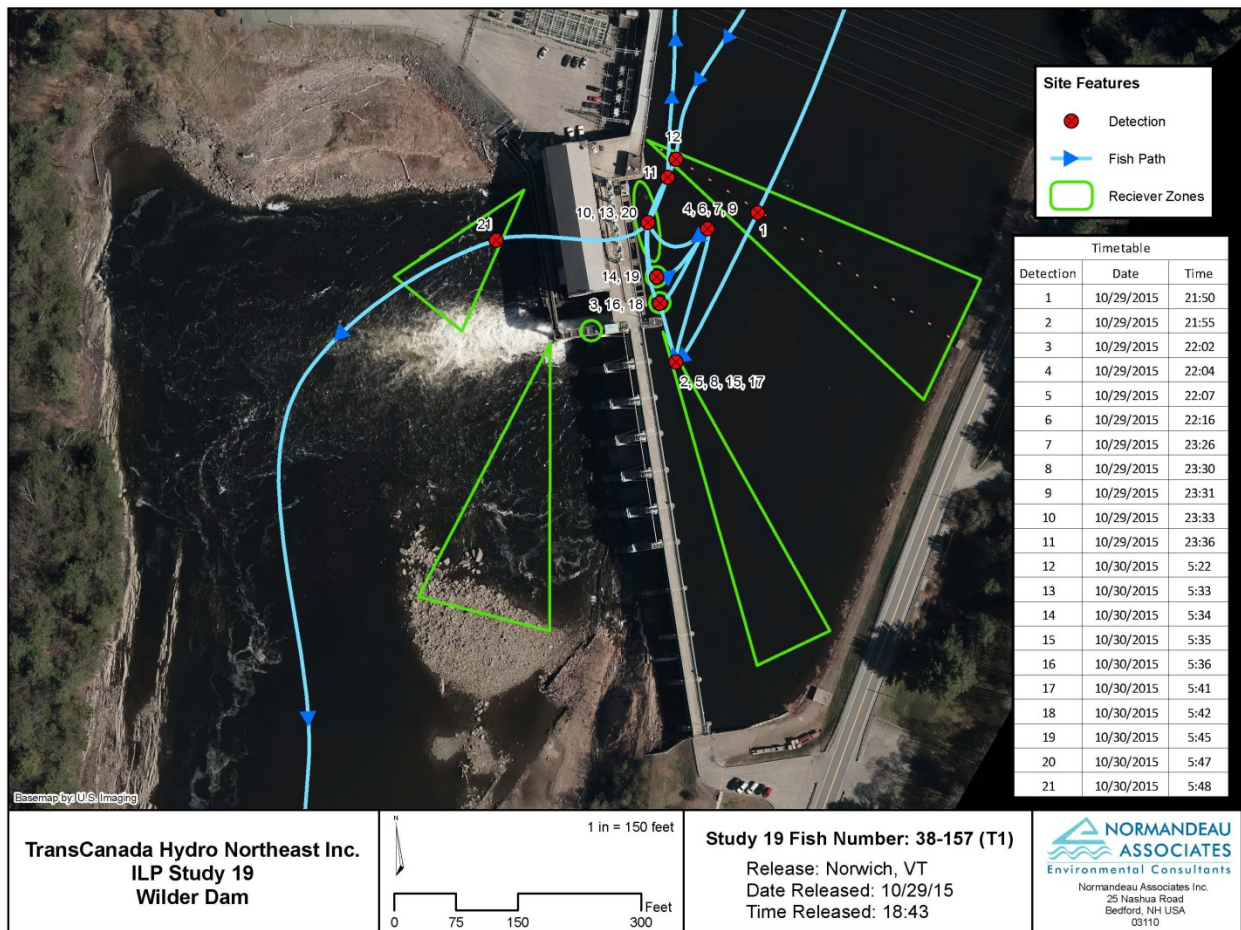 12
11
10, 13, 20
4, 6, 7, 9
1
21
14, 19
3, 16, 18
2, 5, 8, 15, 17
Site Features
Detection
Fish Path
Reciever Zones
Timetable
Detection Date Time
1 10/29/2015 21:50
2 10/29/2015 21:55
3 10/29/2015 22:02
4 10/29/2015 22:04
5 10/29/2015 22:07
6 10/29/2015 22:16
7 10/29/2015 23:26
8 10/29/2015 23:30
9 10/29/2015 23:31
10 10/29/2015 23:33
11 10/29/2015 23:36
12 10/30/2015 5:22
13 10/30/2015 5:33
14 10/30/2015 5:34
15 10/30/2015 5:35
16 10/30/2015 5:36
17 10/30/2015 5:41
18 10/30/2015 5:42
19 10/30/2015 5:45
20 10/30/2015 5:47
21 10/30/2015 5:48
Basemap by: U.S. Imaging
TransCanada Hydro Northeast Inc.
ILP Study 19
Wilder Dam
N
1 in = 150 feet
Feet
0 75 150 300
Study 19 Fish Number: 38-157 (T1)
Release: Norwich, VT
Date Released: 10/29/15
Time Released: 18:43
NORMANDEAU
ASSOCIATES
Environmental Consultants
Normandeau Associates Inc.
25 Nashua Road
Bedford, NH USA
03110